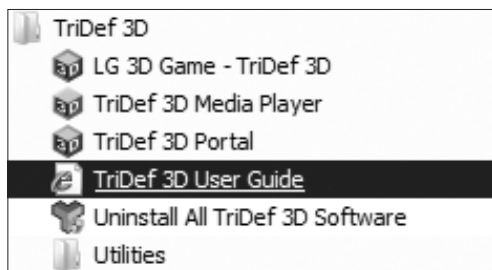 TriDef 3D
LG 3D Game - TriDef 3D
TriDef 3D Media Player
TriDef 3D Portal
TriDef 3D User Guide
Uninstall All TriDef 3D Software
Utilities